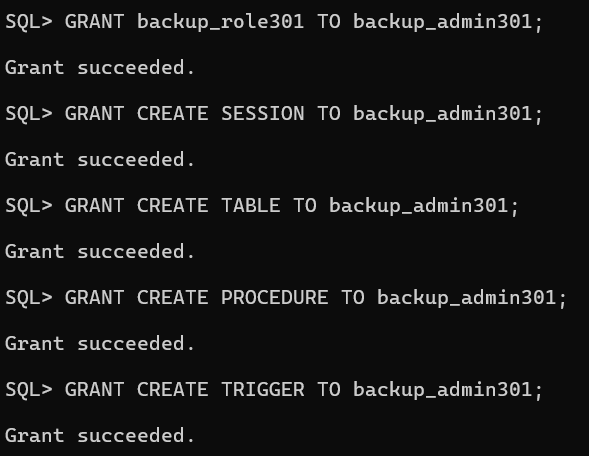 SQL> GRANT backup_role301 TO backup_admin301;
Grant succeeded.
SQL> GRANT CREATE SESSION TO backup_admin301;
Grant succeeded.
SQL> GRANT CREATE TABLE TO backup_admin301;
Grant succeeded.
SQL> GRANT CREATE PROCEDURE TO backup_admin301;
Grant succeeded.
SQL> GRANT CREATE TRIGGER TO backup_admin301;
Grant succeeded.